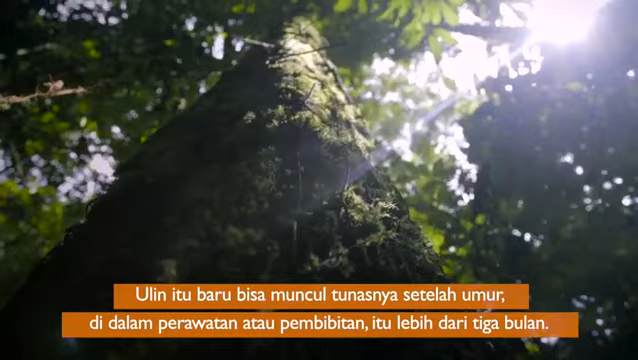 Ulin itu baru bisa muncul tunasnya setelah umur,
di dalam perawatan atau pembibitan, itu lebih dari tiga bulan.